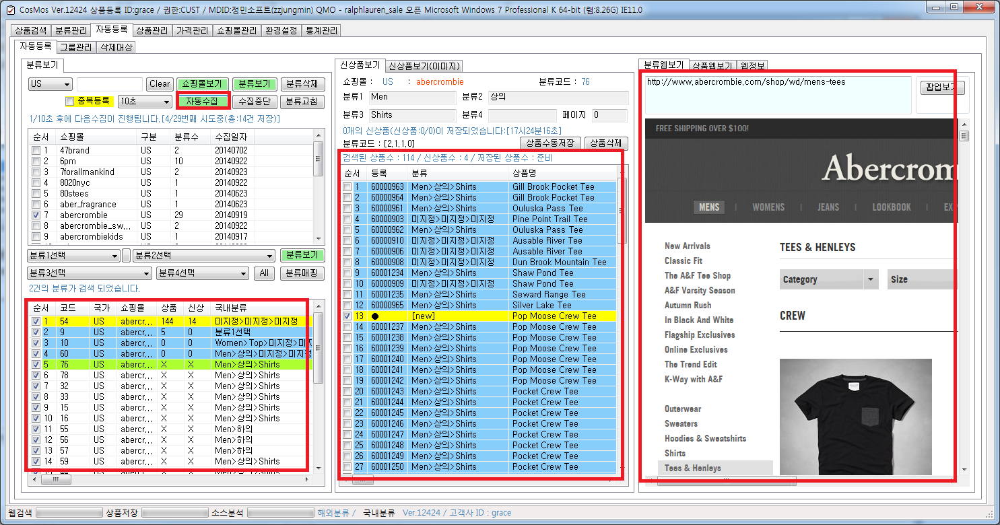 CosMos Ver.12424 상품등록 ID:grace / 권한:CUST / MDID:정민소프트(zzjungmin) QMO - ralphlauren_sale 오픈 Microsoft Windows 7 Professional K 64-bit (램:8.26G) IE11.0
상품검색 분류관리 자동등록 상품관리 가격관리 쇼핑몰관리 환경설정 통계관리
자동등록 그룹관리 삭제대상
분류보기
US Clear 쇼핑몰보기 분류보기 분류삭제
중복등록 10초 자동수집 수집중단 분류고침
1/10초 후에 다음수집이 진행됩니다.[4/29번째 시도중(총:14건 저장)]
순서 쇼핑몰 구분 분류수 수집일자
1 47brand US 2 20140702
2 6pm US 10 20140922
3 7forallmankind US 2 20140923
4 8020nyc US 1 20140922
5 80stees US 1 20140623
6 aber_fragrance US 1 20140623
7 abercrombie US 29 20140919
8 abercrombie_sw... US 2 20140922
9 abercrombiekids US 1 20140917
분류1선택 분류2선택 분류보기
분류3선택 분류4선택 All 분류매핑
2건의 분류가 검색 되었습니다.
순서 코드 국가 쇼핑몰 상품 신상 국내분류
1 54 US abercr... 144 14 미지정>미지정>미지정
2 9 US abercr... 5 0 분류1선택
3 10 US abercr... 0 0 Women>Top>미지정>미지
4 60 US abercr... 0 0 Men>상의>미지정>미지정
5 76 US abercr... X X Men>상의>Shirts
6 78 US abercr... X X Men>상의>Shirts
7 32 US abercr... X X Men>상의>Shirts
8 33 US abercr... X X Men>상의>Shirts
9 15 US abercr... X X Men>상의>Shirts
10 16 US abercr... X X Men>상의>Shirts
11 55 US abercr... X X Men>하의
12 56 US abercr... X X Men>하의
13 57 US abercr... X X Men>하의
14 59 US abercr... X X Men>상의>Shirts
신상품보기 신상품보기(이미지)
쇼핑몰 : US : abercrombie 분류코드 : 76
분류1 Men 분류2 상의
분류3 Shirts 분류4 페이지 0
0개의 신상품(신상품:0/0)이 저장되었습니다:[17시24분16초]
분류코드 : [2,1,1,0] 상품수동저장 상품삭제
검색된 상품수 : 114 / 신상품수 : 4 / 저장된 상품수 : 준비
순서 등록 분류 상품명
1 60000963 Men>상의>Shirts Gill Brook Pocket Tee
2 60000964 Men>상의>Shirts Gill Brook Pocket Tee
3 60000961 Men>상의>Shirts Ouluska Pass Tee
4 60000903 미지정>미지정>미지정 Pine Point Trail Tee
5 60000962 Men>상의>Shirts Ouluska Pass Tee
6 60000910 미지정>미지정>미지정 Ausable River Tee
7 60000906 미지정>미지정>미지정 Ausable River Tee
8 60000908 미지정>미지정>미지정 Dun Brook Mountain Tee
9 60001234 Men>상의>Shirts Shaw Pond Tee
10 60000909 미지정>미지정>미지정 Shaw Pond Tee
11 60001235 Men>상의>Shirts Seward Range Tee
12 60000965 Men>상의>Shirts Silver Lake Tee
13 ● [new] Pop Moose Crew Tee
14 60001237 Men>상의>Shirts Pop Moose Crew Tee
15 60001238 Men>상의>Shirts Pop Moose Crew Tee
16 60001239 Men>상의>Shirts Pop Moose Crew Tee
17 60001240 Men>상의>Shirts Pop Moose Crew Tee
18 60001241 Men>상의>Shirts Pop Moose Crew Tee
19 60001242 Men>상의>Shirts Pop Moose Crew Tee
20 60001243 Men>상의>Shirts Pocket Crew Tee
21 60001244 Men>상의>Shirts Pocket Crew Tee
22 60001245 Men>상의>Shirts Pocket Crew Tee
23 60001246 Men>상의>Shirts Pocket Crew Tee
24 60001247 Men>상의>Shirts Pocket Crew Tee
25 60001248 Men>상의>Shirts Pocket Crew Tee
26 60001249 Men>상의>Shirts Pocket Crew Tee
27 60001250 Men>상의>Shirts Pocket Crew Tee
분류웹보기 상품웹보기 웹정보
http://www.abercrombie.com/shop/wd/mens-tees 팝업보기
FREE SHIPPING OVER $100!
Abercrom
MENS WOMENS JEANS LOOKBOOK EX
New Arrivals
Classic Fit
The A&F Tee Shop
A&F Varsity Season
Autumn Rush
In Black And White
Flagship Exclusives
Online Exclusives
The Trend Edit
K-Way with A&F
Outerwear
Sweaters
Hoodies & Sweatshirts
Shirts
Tees & Henleys
TEES & HENLEYS
Category Size
CREW
웹검색 상품저장 소스분석 해외분류 / 국내분류 Ver.12424 / 고객사 ID : grace